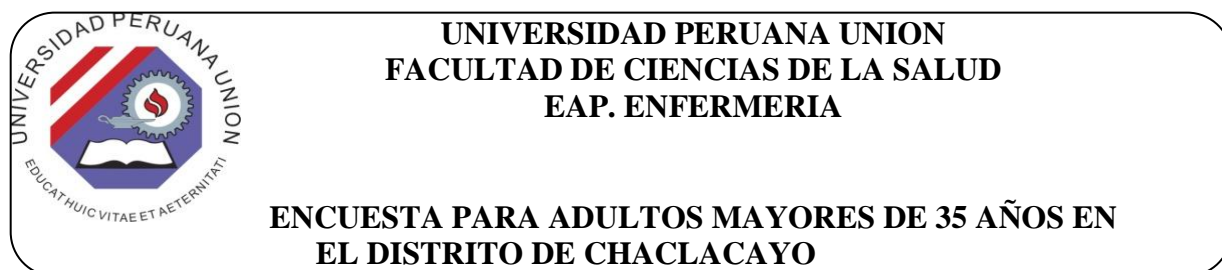 UNIVERSIDAD PERUANA UNION
EDUCAT HUIC VITAE ET AETERNITATI
UNIVERSIDAD PERUANA UNION
FACULTAD DE CIENCIAS DE LA SALUD
EAP. ENFERMERIA
ENCUESTA PARA ADULTOS MAYORES DE 35 AÑOS EN
EL DISTRITO DE CHACLACAYO